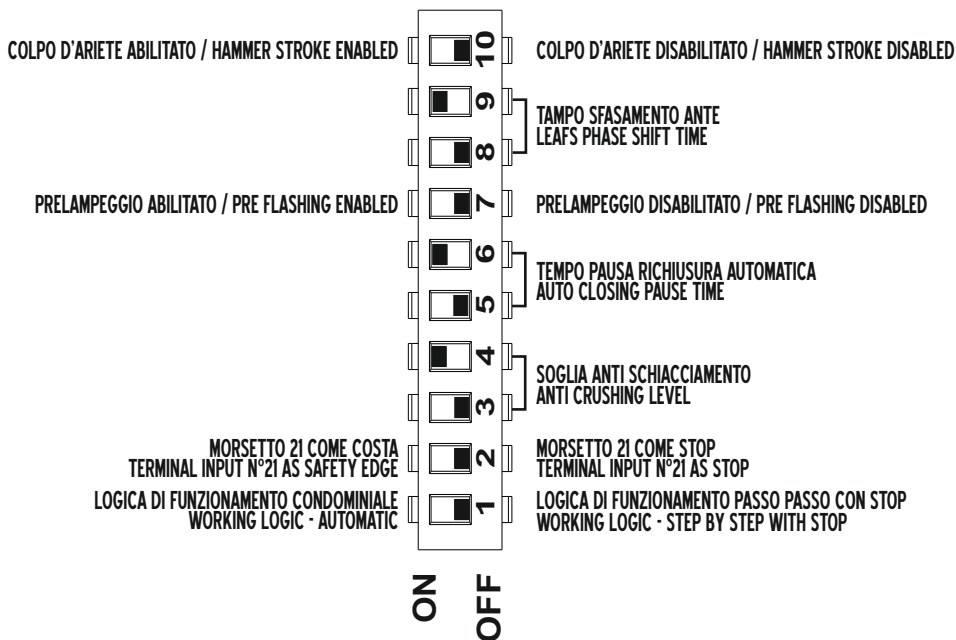 COLPO D'ARIETE ABILITATO / HAMMER STROKE ENABLED
10
COLPO D'ARIETE DISABILITATO / HAMMER STROKE DISABLED
9
TAMPO SFASAMENTO ANTE
LEAFS PHASE SHIFT TIME
8
PRELAMPEGGIO ABILITATO / PRE FLASHING ENABLED
7
PRELAMPEGGIO DISABILITATO / PRE FLASHING DISABLED
6
TEMPO PAUSA RICHIUSURA AUTOMATICA
AUTO CLOSING PAUSE TIME
5
4
SOGLIA ANTI SCHIACCIAMENTO
ANTI CRUSHING LEVEL
3
MORSETTO 21 COME COSTA
TERMINAL INPUT N°21 AS SAFETY EDGE
2
MORSETTO 21 COME STOP
TERMINAL INPUT N°21 AS STOP
LOGICA DI FUNZIONAMENTO CONDOMINIALE
WORKING LOGIC - AUTOMATIC
1
LOGICA DI FUNZIONAMENTO PASSO PASSO CON STOP
WORKING LOGIC - STEP BY STEP WITH STOP
ON
OFF